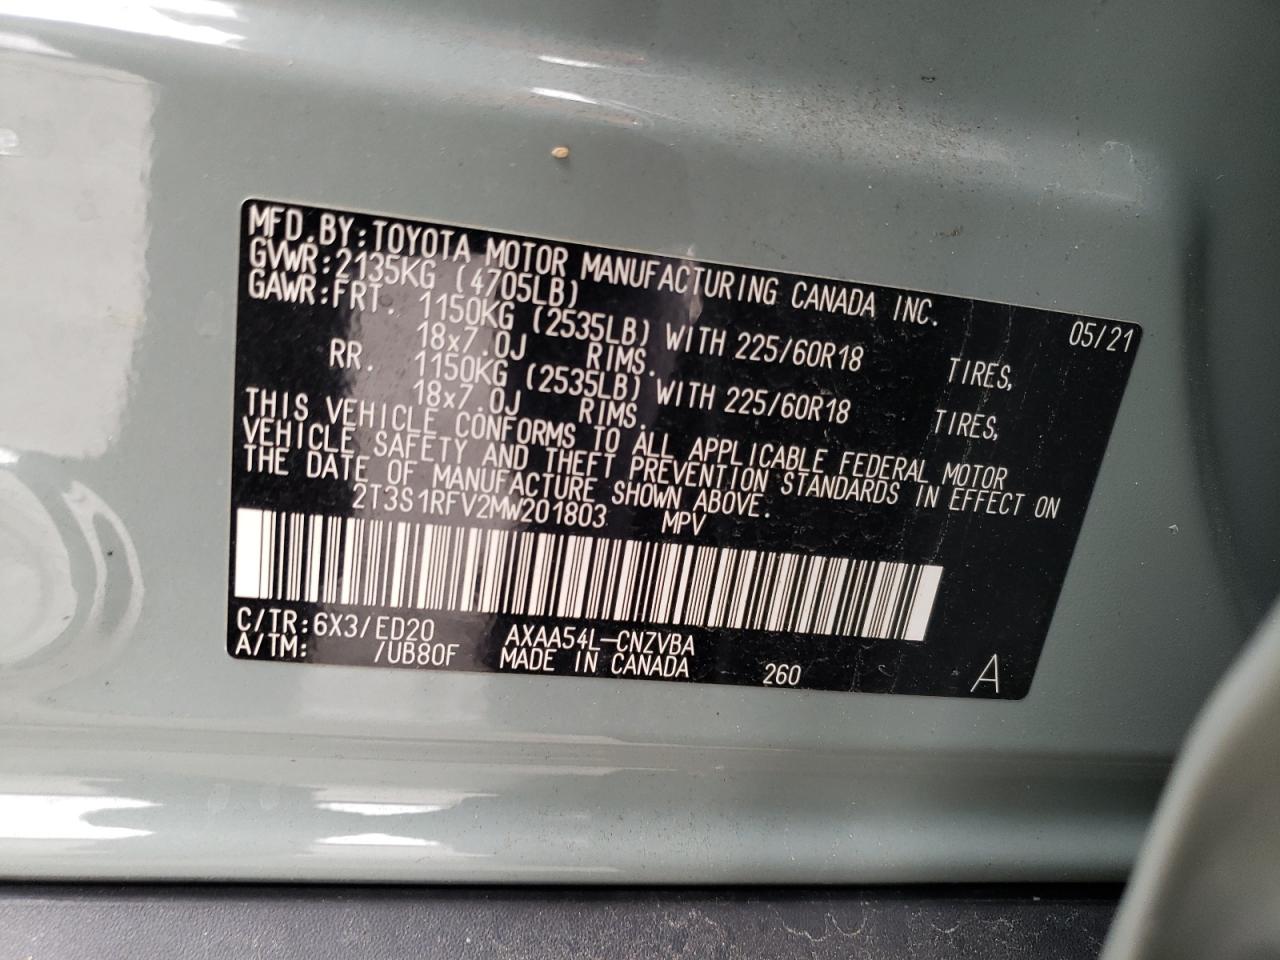 MFD.BY:TOYOTA MOTOR MANUFACTURING CANADA INC. 05/21
GVWR:2135KG (4705LB)
GAWR:FRT. 1150KG (2535LB) WITH 225/60R18 TIRES,
18x7.0J RIMS.
RR. 1150KG (2535LB) WITH 225/60R18 TIRES,
18x7.0J RIMS.
THIS VEHICLE CONFORMS TO ALL APPLICABLE FEDERAL MOTOR
VEHICLE SAFETY AND THEFT PREVENTION STANDARDS IN EFFECT ON
THE DATE OF MANUFACTURE SHOWN ABOVE.
2T3S1RFV2MW201803 MPV
C/TR:6X3/ED20 AXAA54L-CNZVBA
A/TM: /UB80F MADE IN CANADA 260 A